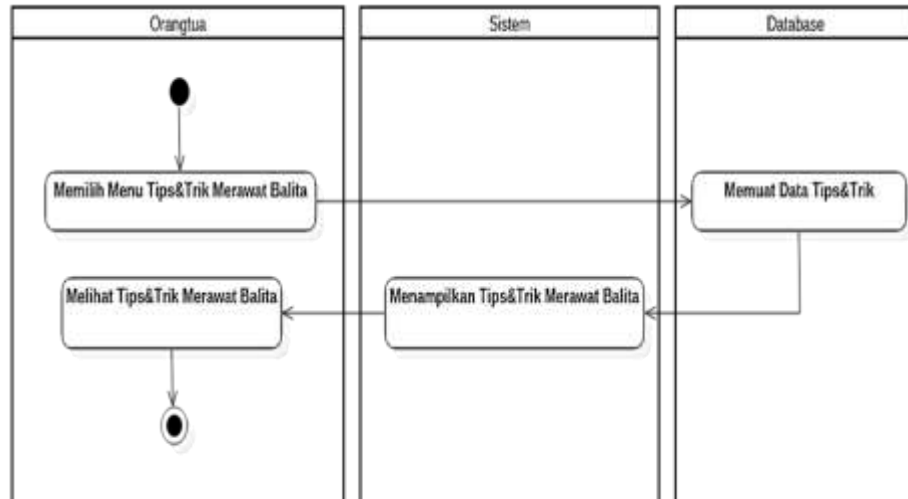 Orangtua
Sistem
Database
Memilih Menu Tips&Trik Merawat Balita
Memuat Data Tips&Trik
Melihat Tips&Trik Merawat Balita
Menampilkan Tips&Trik Merawat Balita